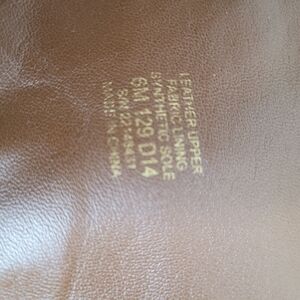 LEATHER UPPER
FABRIC LINING
SYNTHETIC SOLE
6M 129 D14
MADE IN CHINA